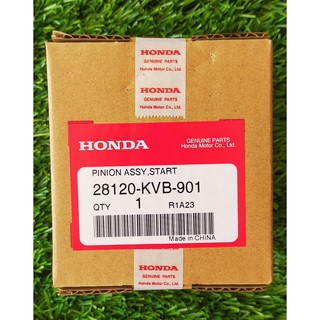 HONDA
GENUINE PARTS
Honda Motor Co., Ltd.
HONDA
GENUINE PARTS
Honda Motor Co., Ltd.
HONDA
GENUINE PARTS
Honda Motor Co., Ltd.
PINION ASSY,START
28120-KVB-901
QTY 1 R1A23
Made in CHINA
HONDA
GENUINE PARTS
Honda Motor Co., Ltd.